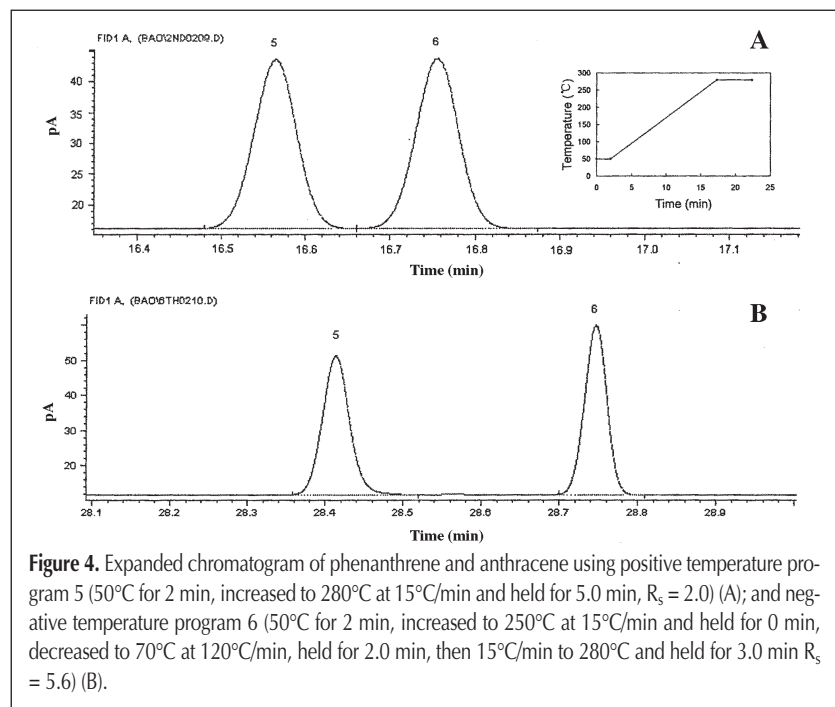 FID1 A, (BAO\2ND0209.D)
5
6
A
pA
40
35
30
25
20
16.4 16.5 16.6 16.7 16.8 16.9 17.0 17.1
Time (min)
Temperature (℃)
300
250
200
150
100
50
0
0 5 10 15 20 25
Time (min)
FID1 A, (BAO\6TH0210.D)
5
6
B
pA
50
40
30
20
28.1 28.2 28.3 28.4 28.5 28.6 28.7 28.8 28.9
Time (min)
Figure 4. Expanded chromatogram of phenanthrene and anthracene using positive temperature pro-
gram 5 (50°C for 2 min, increased to 280°C at 15°C/min and held for 5.0 min, Rs = 2.0) (A); and neg-
ative temperature program 6 (50°C for 2 min, increased to 250°C at 15°C/min and held for 0 min,
decreased to 70°C at 120°C/min, held for 2.0 min, then 15°C/min to 280°C and held for 3.0 min Rs
= 5.6) (B).